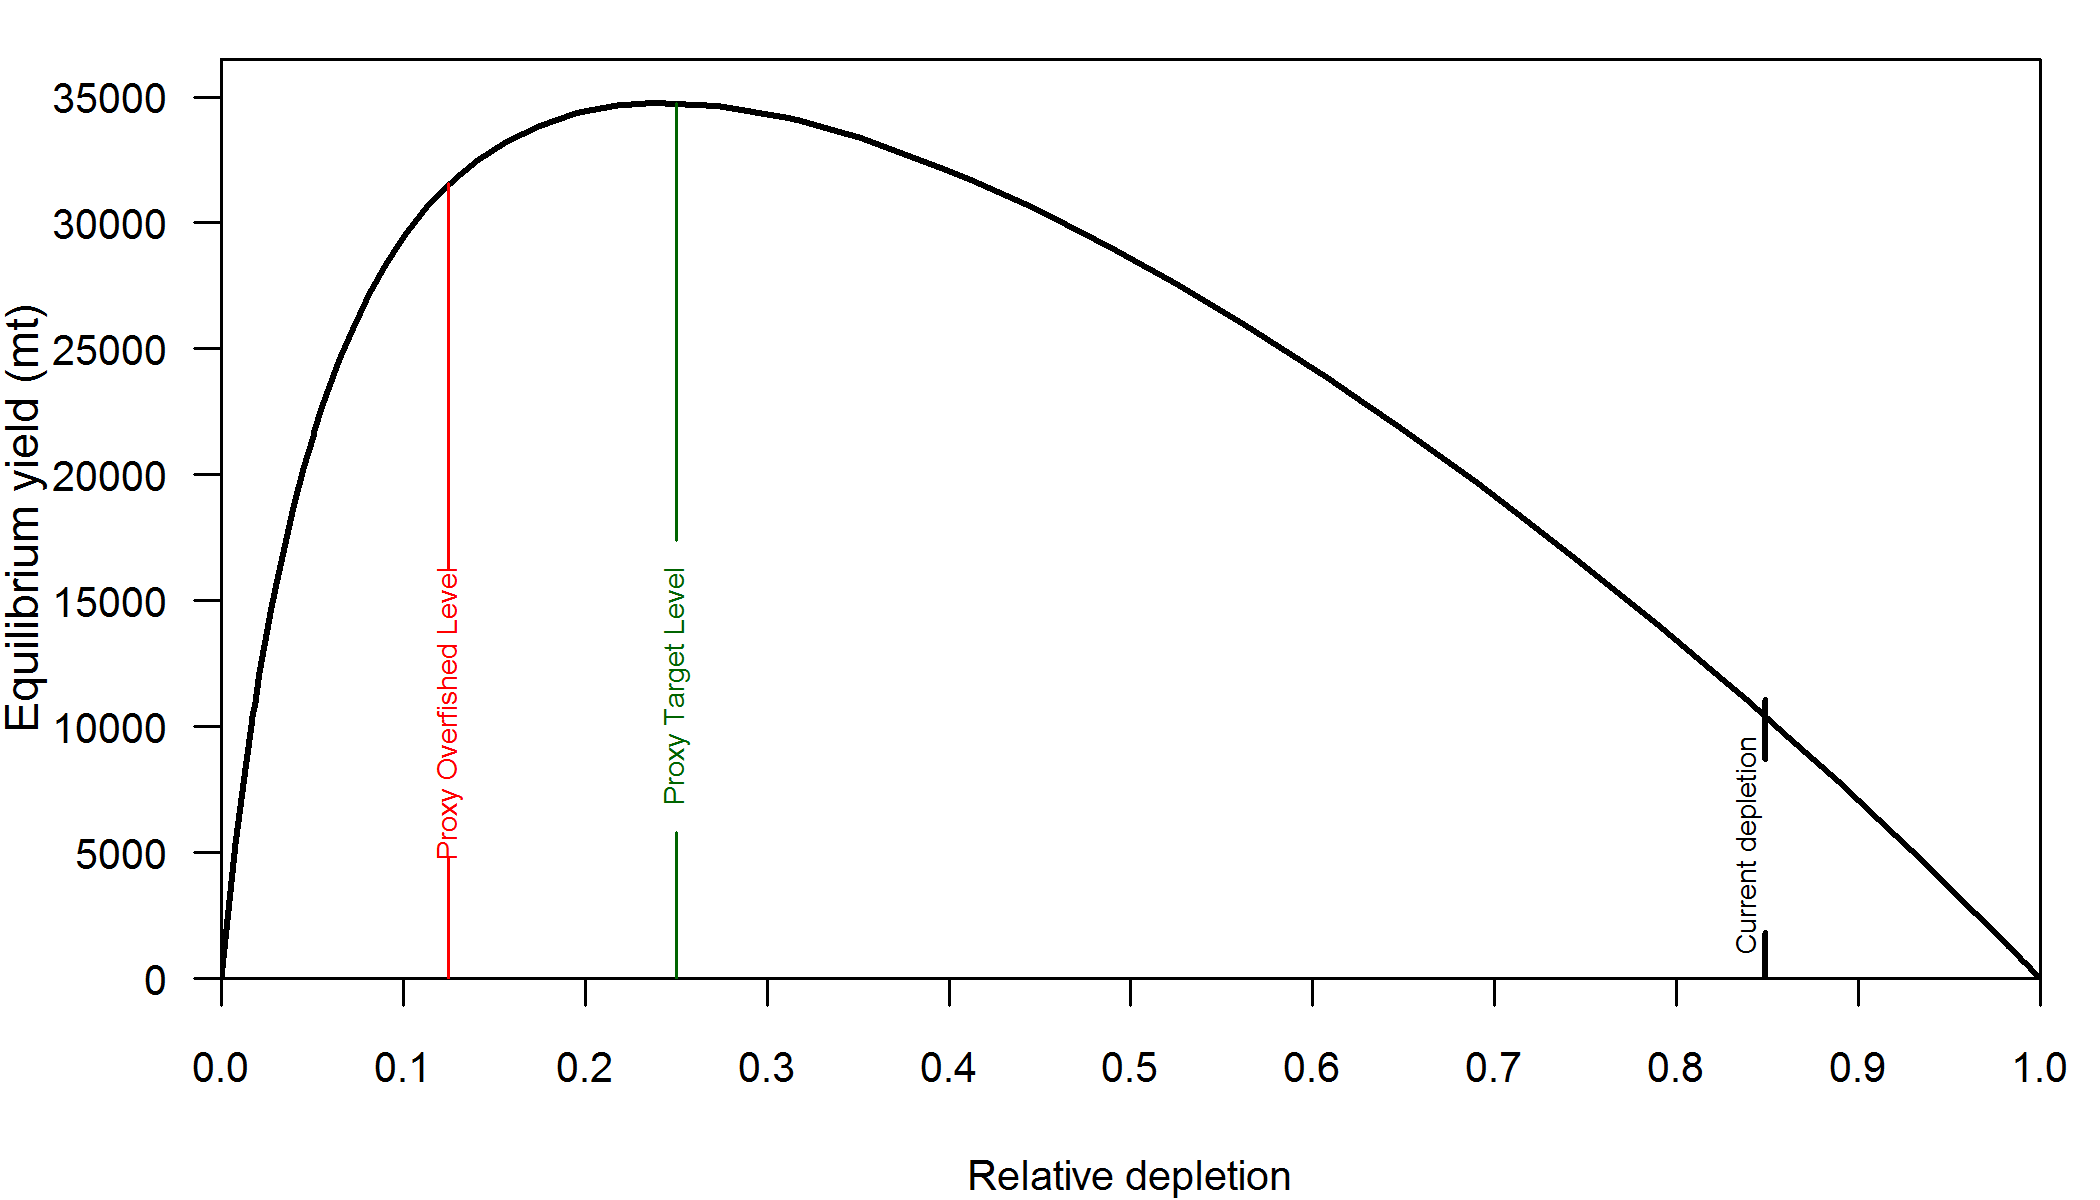 35000
30000
25000
20000
15000
10000
5000
0
Equilibrium yield (mt)
Proxy Overfished Level
Proxy Target Level
Current depletion
0.0 0.1 0.2 0.3 0.4 0.5 0.6 0.7 0.8 0.9 1.0
Relative depletion